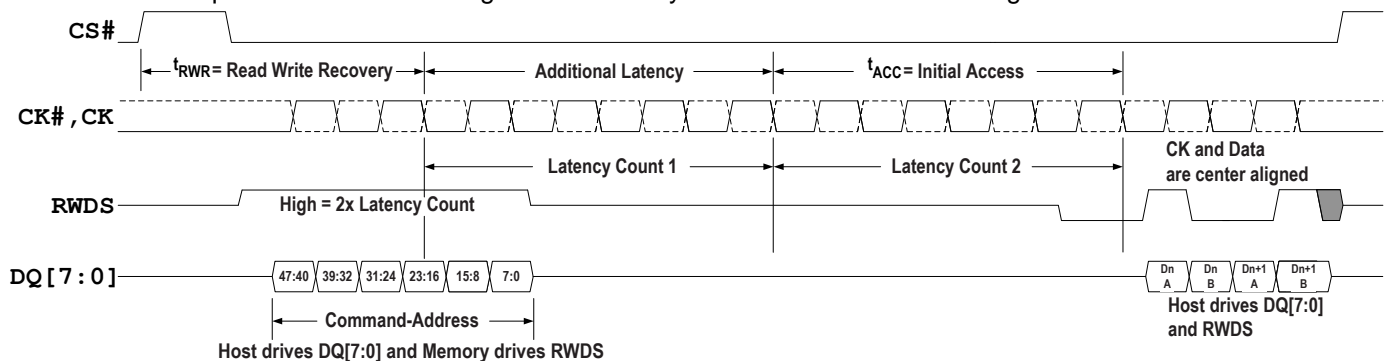 CS#
tRWR= Read Write Recovery
Additional Latency
tACC= Initial Access
CK#,CK
Latency Count 1
Latency Count 2
CK and Data
are center aligned
RWDS
High = 2x Latency Count
DQ[7:0]
47:40 39:32 31:24 23:16 15:8 7:0
Dn A
Dn B
Dn+1 A
Dn+1 B
Command-Address
Host drives DQ[7:0]
and RWDS
Host drives DQ[7:0] and Memory drives RWDS